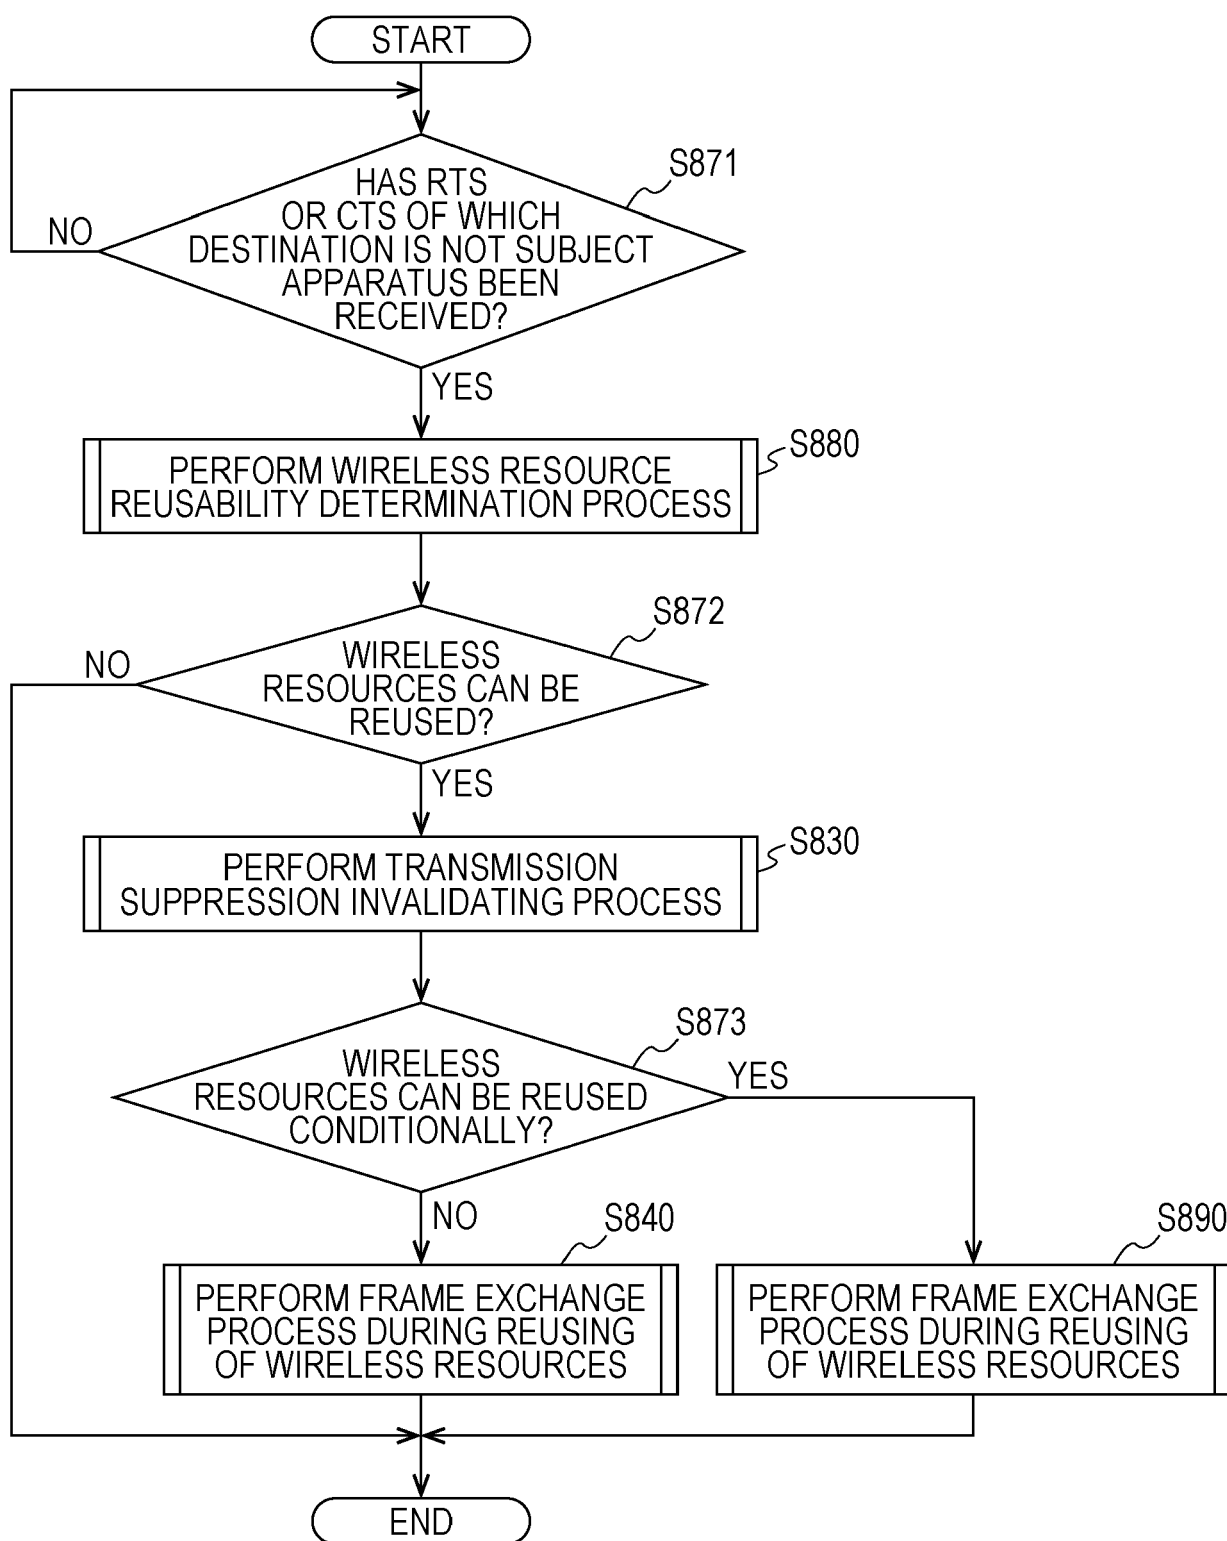 START
S871
HAS RTS
OR CTS OF WHICH
DESTINATION IS NOT SUBJECT
APPARATUS BEEN
RECEIVED?
NO
YES
S880
PERFORM WIRELESS RESOURCE
REUSABILITY DETERMINATION PROCESS
S872
NO
WIRELESS
RESOURCES CAN BE
REUSED?
YES
S830
PERFORM TRANSMISSION
SUPPRESSION INVALIDATING PROCESS
S873
WIRELESS
RESOURCES CAN BE REUSED
CONDITIONALLY?
YES
NO
S840
PERFORM FRAME EXCHANGE
PROCESS DURING REUSING
OF WIRELESS RESOURCES
S890
PERFORM FRAME EXCHANGE
PROCESS DURING REUSING
OF WIRELESS RESOURCES
END